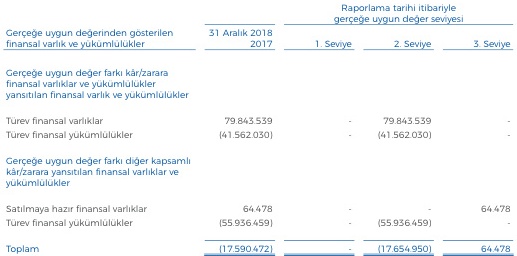 Raporlama tarihi itibariyle
gerçeğe uygun değer seviyesi
Gerçeğe uygun değerinden gösterilen
finansal varlık ve yükümlülükler
31 Aralık 2018
2017
1. Seviye
2. Seviye
3. Seviye
Gerçeğe uygun değer farkı kâr/zarara
finansal varlıklar ve yükümlülükler
yansıtılan finansal varlık ve yükümlülükler
Türev finansal varlıklar 79.843.539 - 79.843.539 -
Türev finansal yükümlülükler (41.562.030) - (41.562.030) -
Gerçeğe uygun değer farkı diğer kapsamlı
kâr/zarara yansıtılan finansal varlıklar ve
yükümlülükler
Satılmaya hazır finansal varlıklar 64.478 - - 64.478
Türev finansal yükümlülükler (55.936.459) - (55.936.459) -
Toplam (17.590.472) - (17.654.950) 64.478